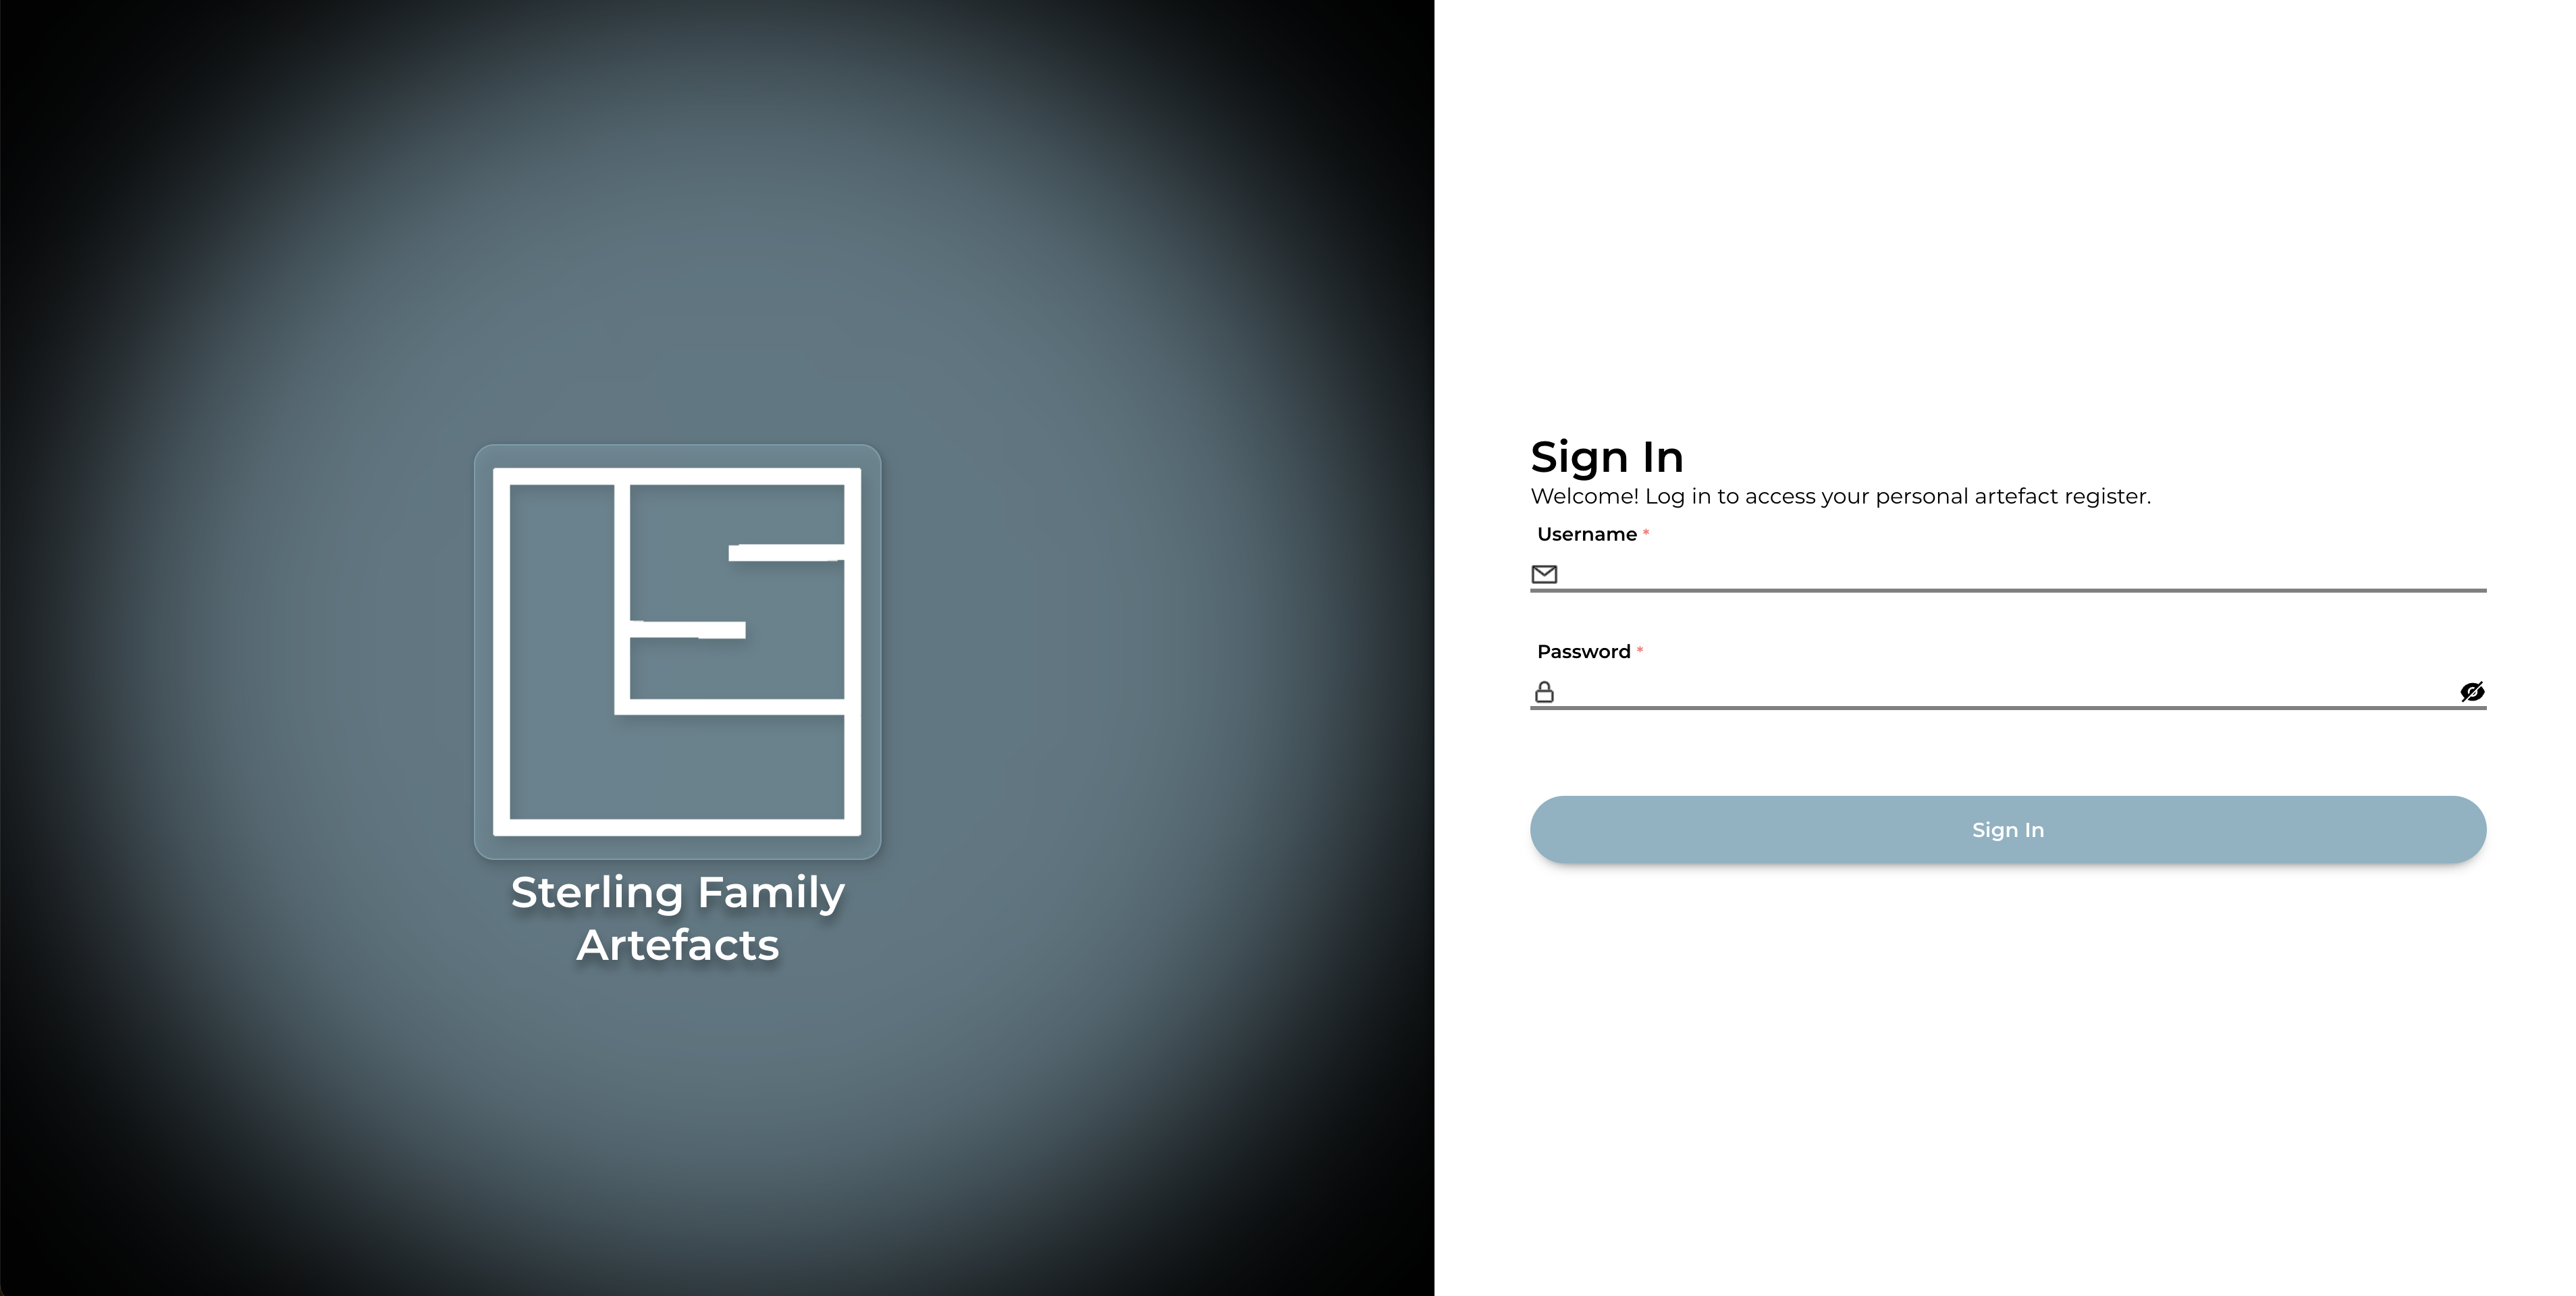 Sterling Family
Artefacts
Sign In
Welcome! Log in to access your personal artefact register.
Username *
Password *
Sign In